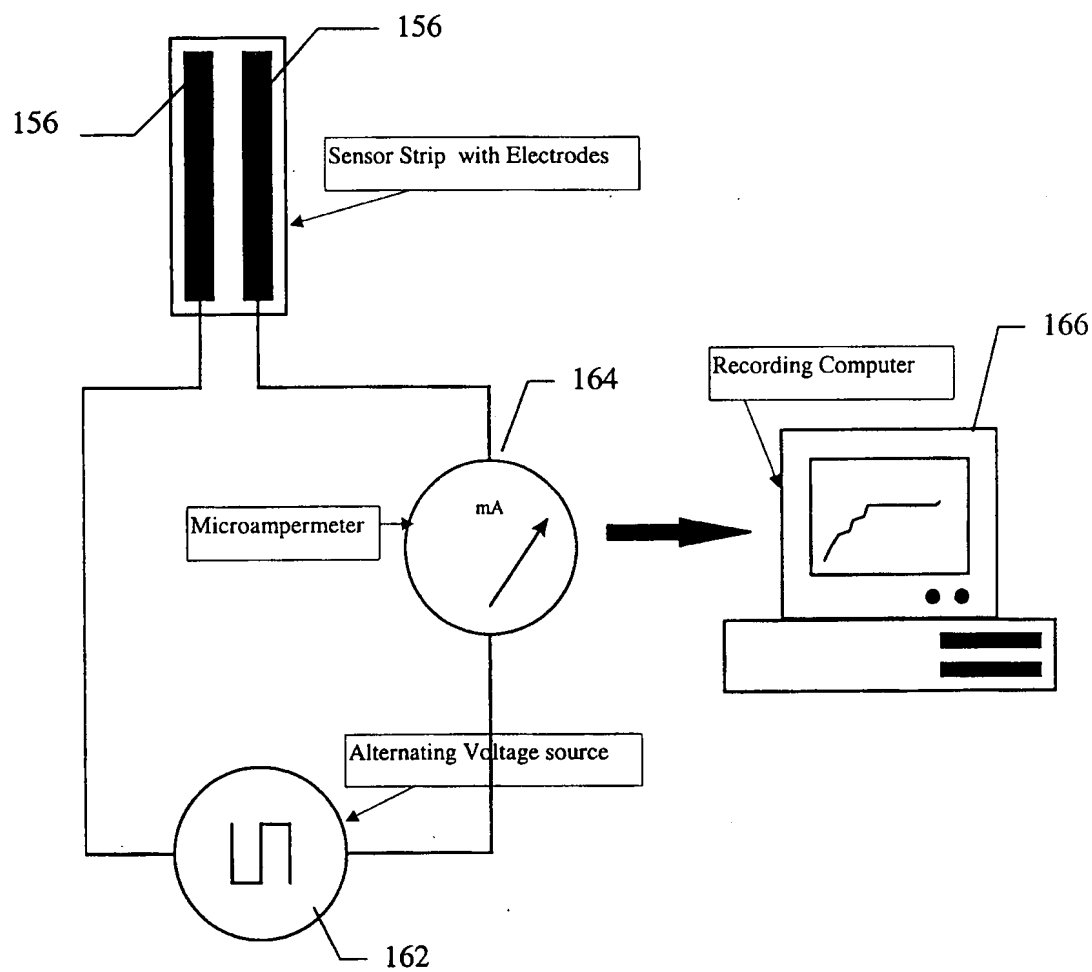 156
156
Sensor Strip with Electrodes
166
Recording Computer
164
mA
Microampermeter
Alternating Voltage source
162